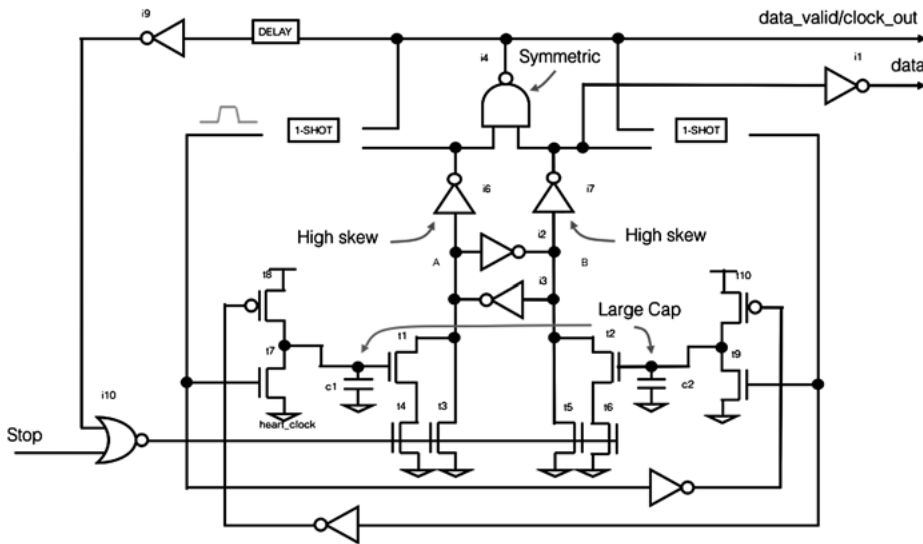 i9
data_valid/clock_out
DELAY
i4
Symmetric
i1
data
1-SHOT
1-SHOT
i6
i7
High skew
i2
High skew
A
B
i3
t8
t10
Large Cap
t7
t1
t2
t9
c1
c2
i10
t4
t3
t5
t6
heart_clock
Stop